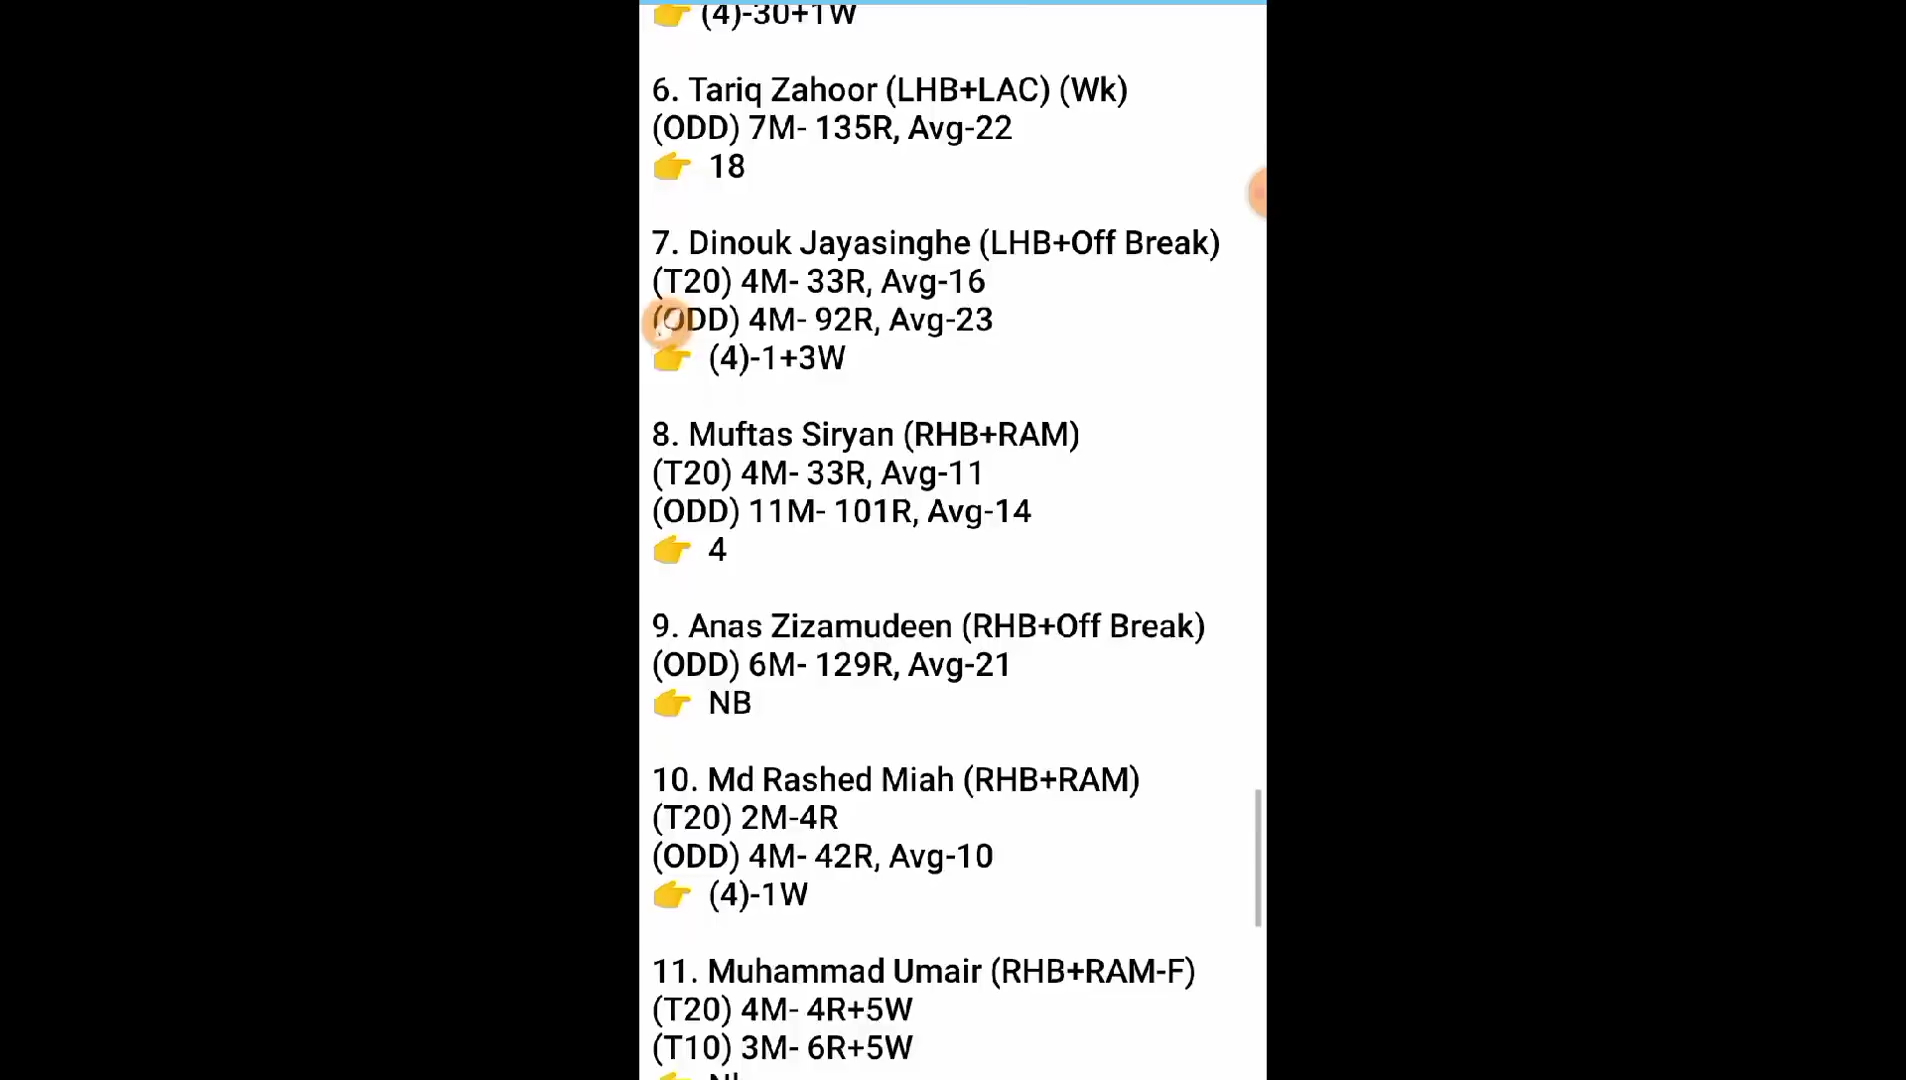 👉 (4)-30+1W
6. Tariq Zahoor (LHB+LAC) (Wk)
(ODD) 7M- 135R, Avg-22
👉 18
7. Dinouk Jayasinghe (LHB+Off Break)
(T20) 4M- 33R, Avg-16
(ODD) 4M- 92R, Avg-23
👉 (4)-1+3W
8. Muftas Siryan (RHB+RAM)
(T20) 4M- 33R, Avg-11
(ODD) 11M- 101R, Avg-14
👉 4
9. Anas Zizamudeen (RHB+Off Break)
(ODD) 6M- 129R, Avg-21
👉 NB
10. Md Rashed Miah (RHB+RAM)
(T20) 2M-4R
(ODD) 4M- 42R, Avg-10
👉 (4)-1W
11. Muhammad Umair (RHB+RAM-F)
(T20) 4M- 4R+5W
(T10) 3M- 6R+5W